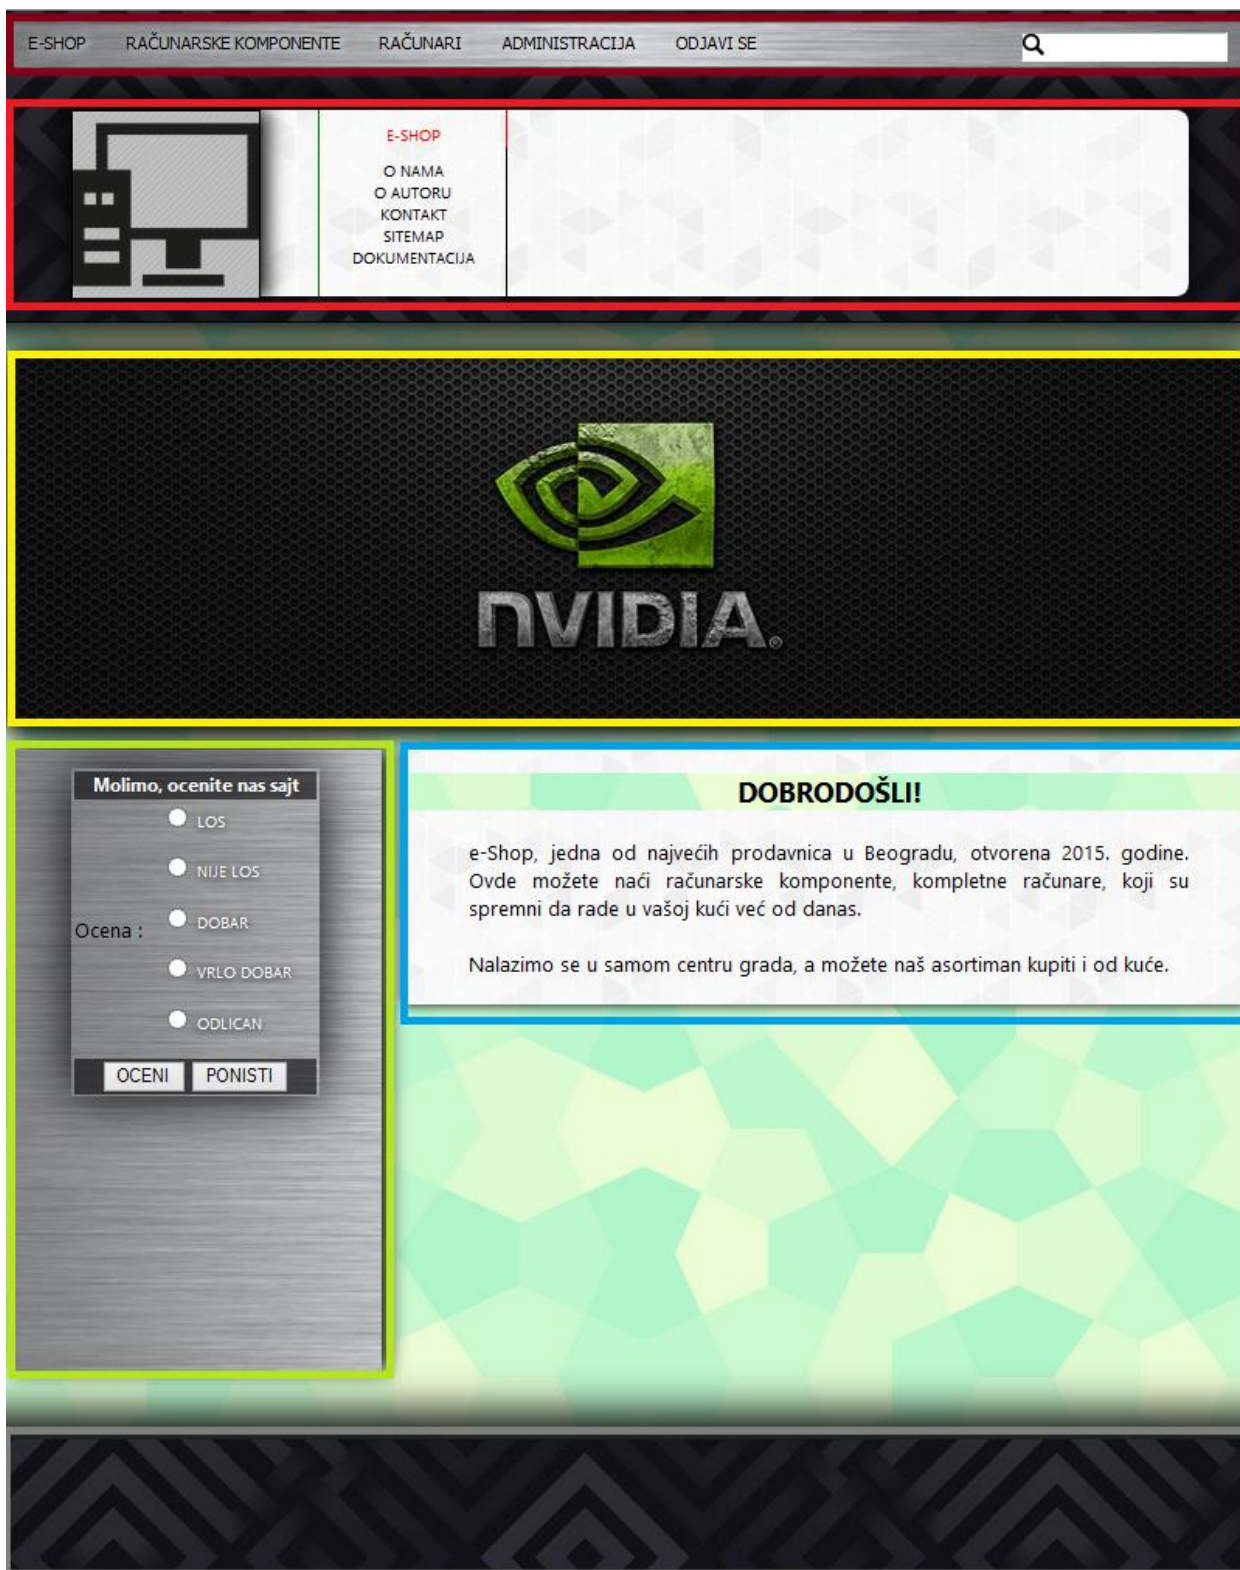 E-SHOP RAČUNARSKE KOMPONENTE RAČUNARI ADMINISTRACIJA ODJAVI SE
E-SHOP
O NAMA
O AUTORU
KONTAKT
SITEMAP
DOKUMENTACIJA
NVIDIA®
Molimo, ocenite nas sajt
LOS
NIJE LOS
DOBAR
Ocena :
VRLO DOBAR
ODLICAN
OCENI PONISTI
DOBRODOŠLI!
e-Shop, jedna od najvećih prodavnica u Beogradu, otvorena 2015. godine.
Ovde možete naći računarske komponente, kompletne računare, koji su
spremni da rade u vašoj kući već od danas.
Nalazimo se u samom centru grada, a možete naš asortiman kupiti i od kuće.